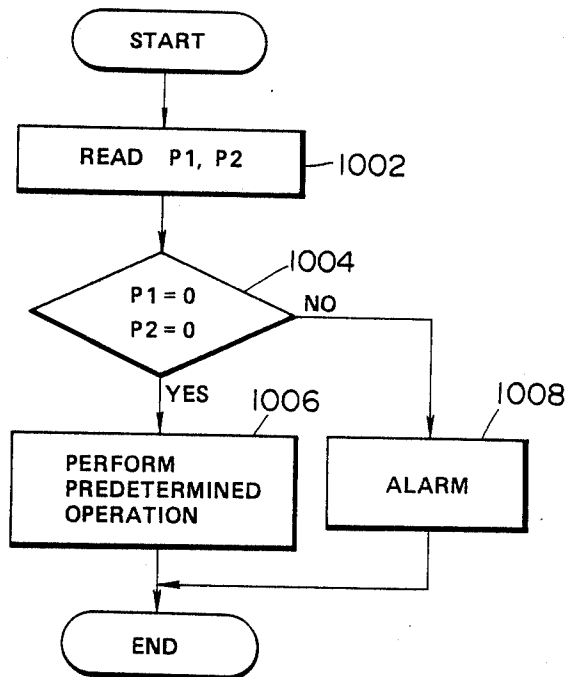 START
READ P1, P2
1002
1004
P1 = 0
P2 = 0
NO
YES
1006
1008
PERFORM
PREDETERMINED
OPERATION
ALARM
END